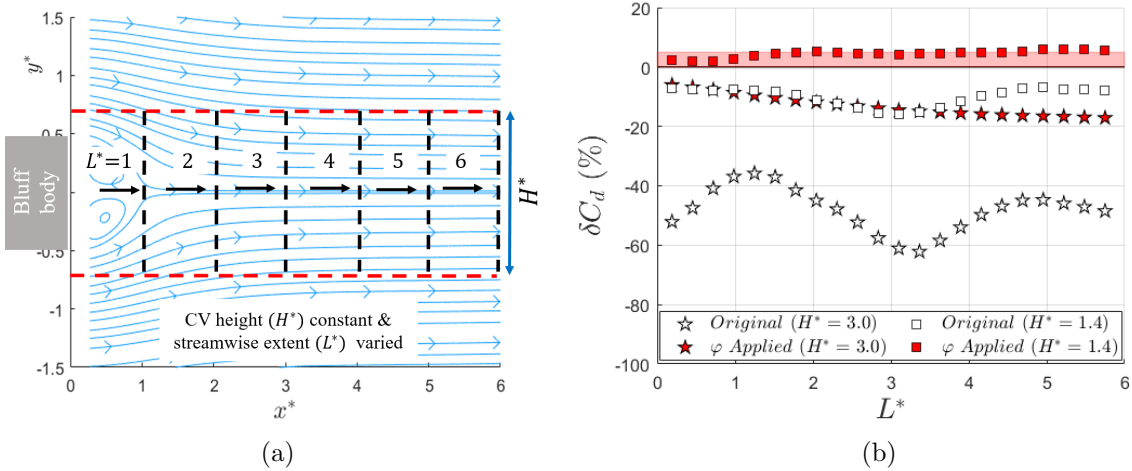 1.5
1
0.5
-0.5
-1
-1.5
y*
Bluff
body
L*=1
2
3
4
5
6
H*
CV height (H*) constant &
streamwise extent (L*) varied
0
1
2
3
4
5
6
x*
(a)
20
0
-20
-40
-60
-80
-100
δC_d (%)
Original (H* = 3.0)
Original (H* = 1.4)
φ Applied (H* = 3.0)
φ Applied (H* = 1.4)
0
1
2
3
4
5
6
L*
(b)